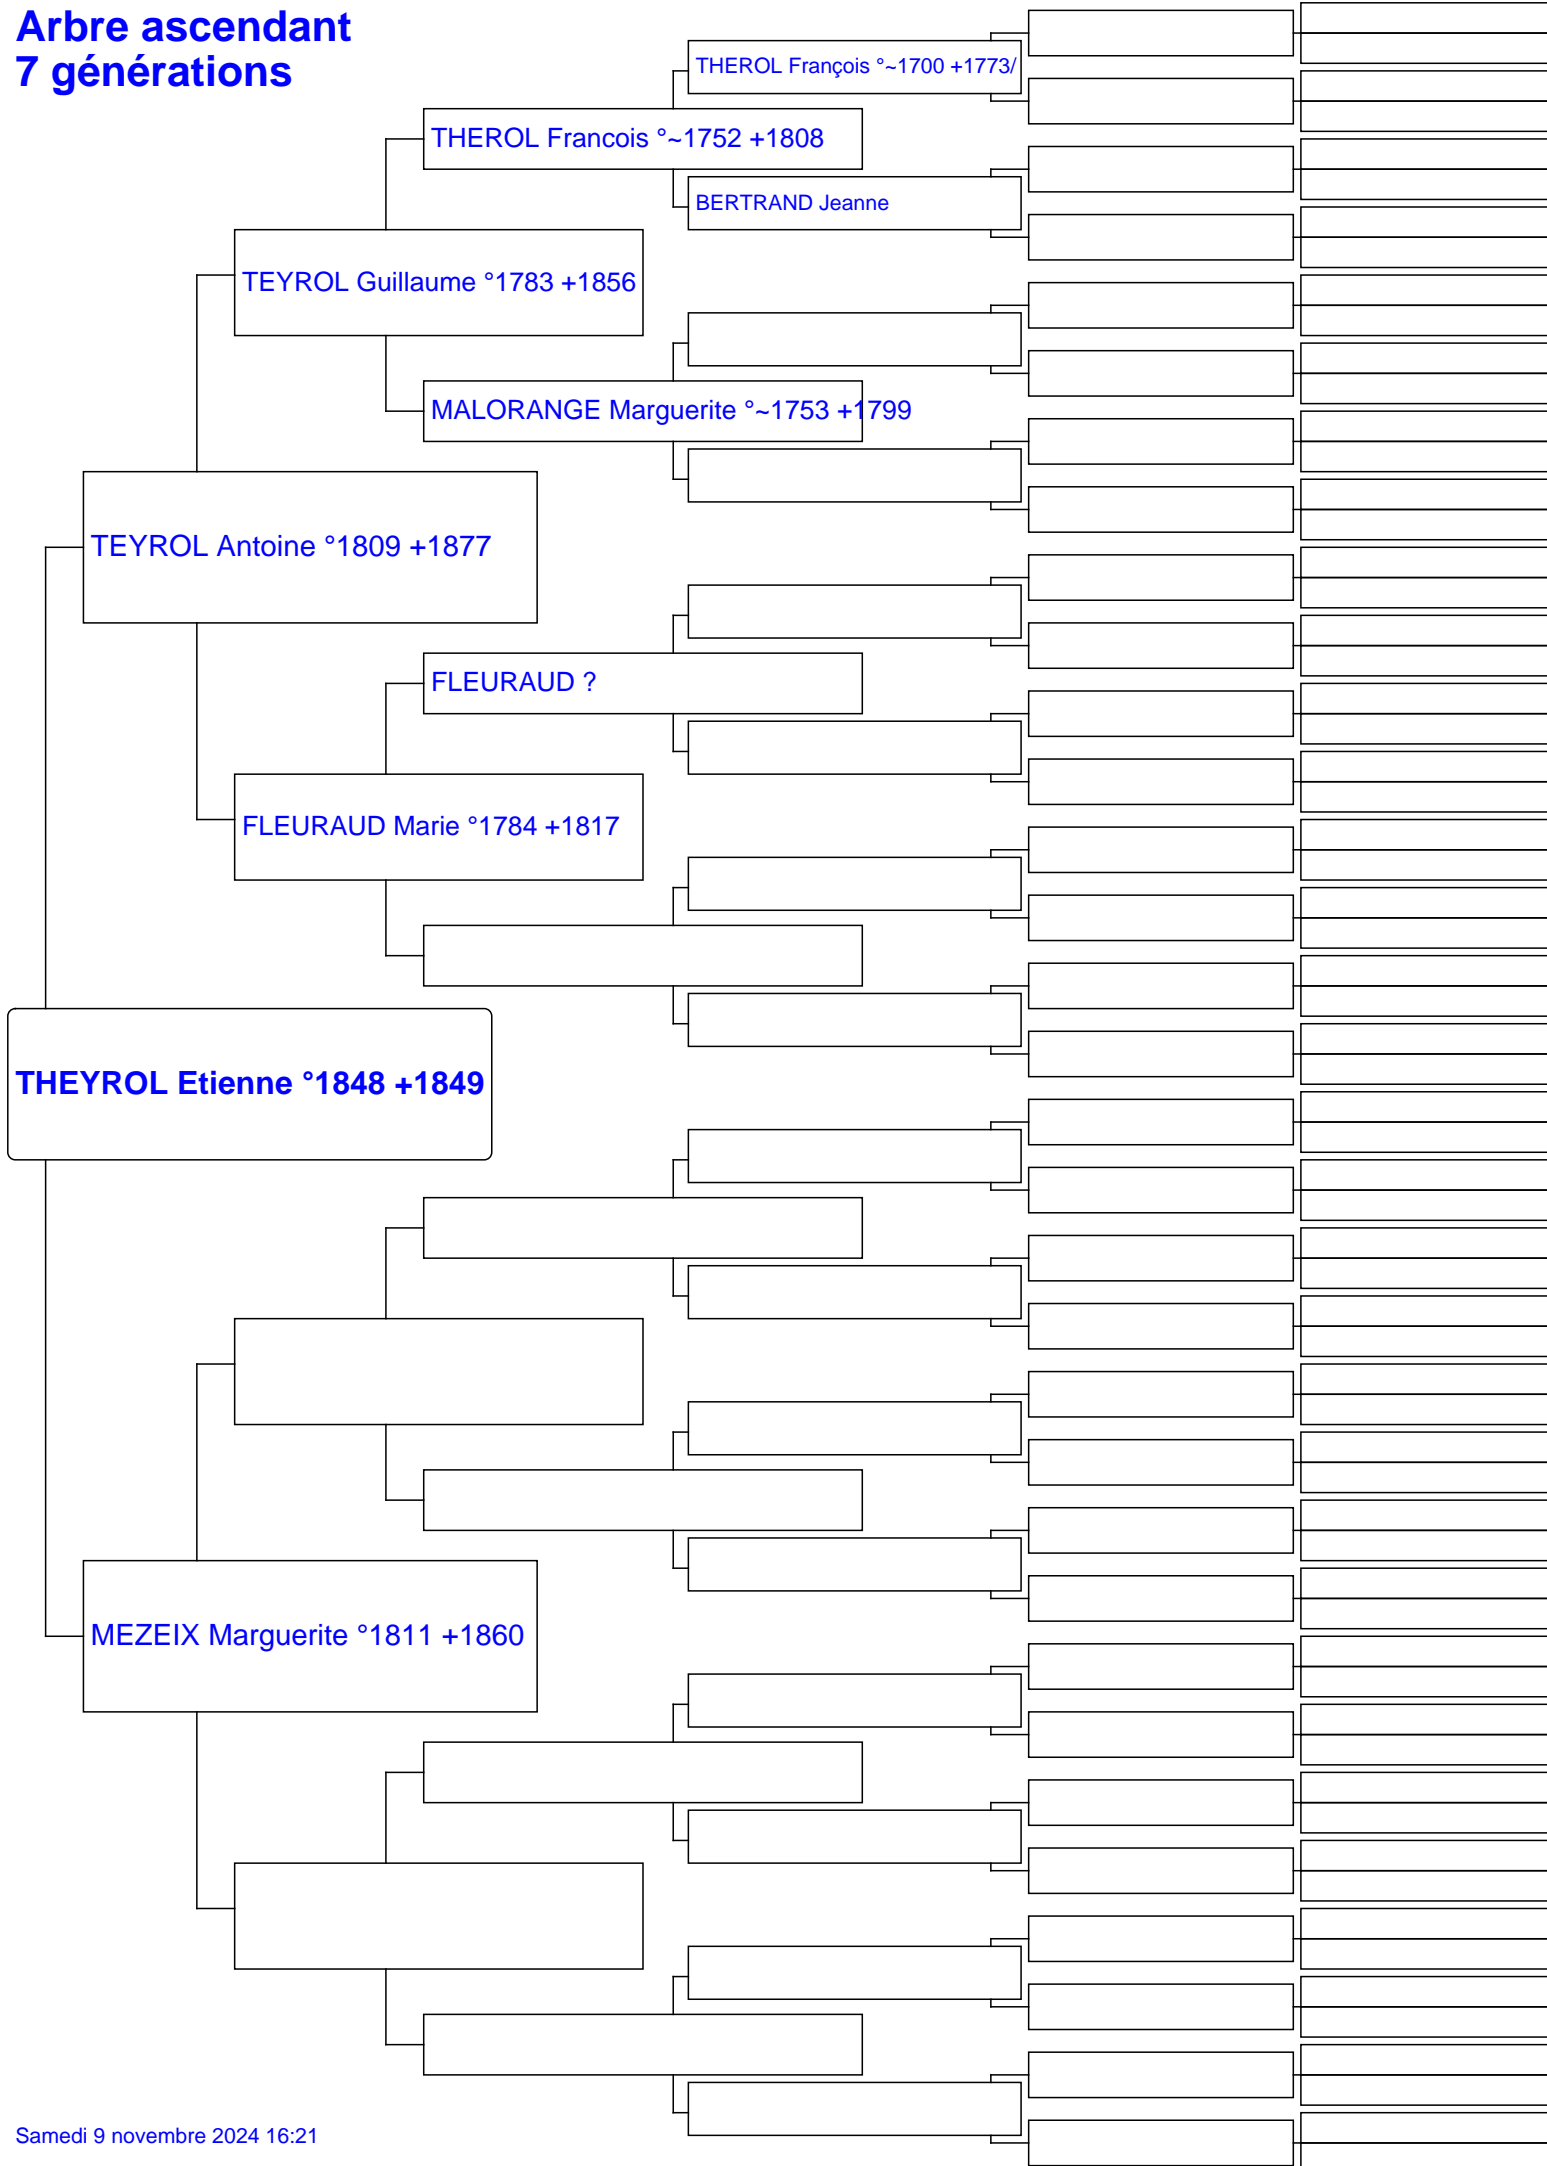 Arbre ascendant
7 générations
THEROL François °~1700 +1773/
THEROL Francois °~1752 +1808
BERTRAND Jeanne
TEYROL Guillaume °1783 +1856
MALORANGE Marguerite °~1753 +1799
TEYROL Antoine °1809 +1877
FLEURAUD ?
FLEURAUD Marie °1784 +1817
THEYROL Etienne °1848 +1849
MEZEIX Marguerite °1811 +1860
Samedi 9 novembre 2024 16:21